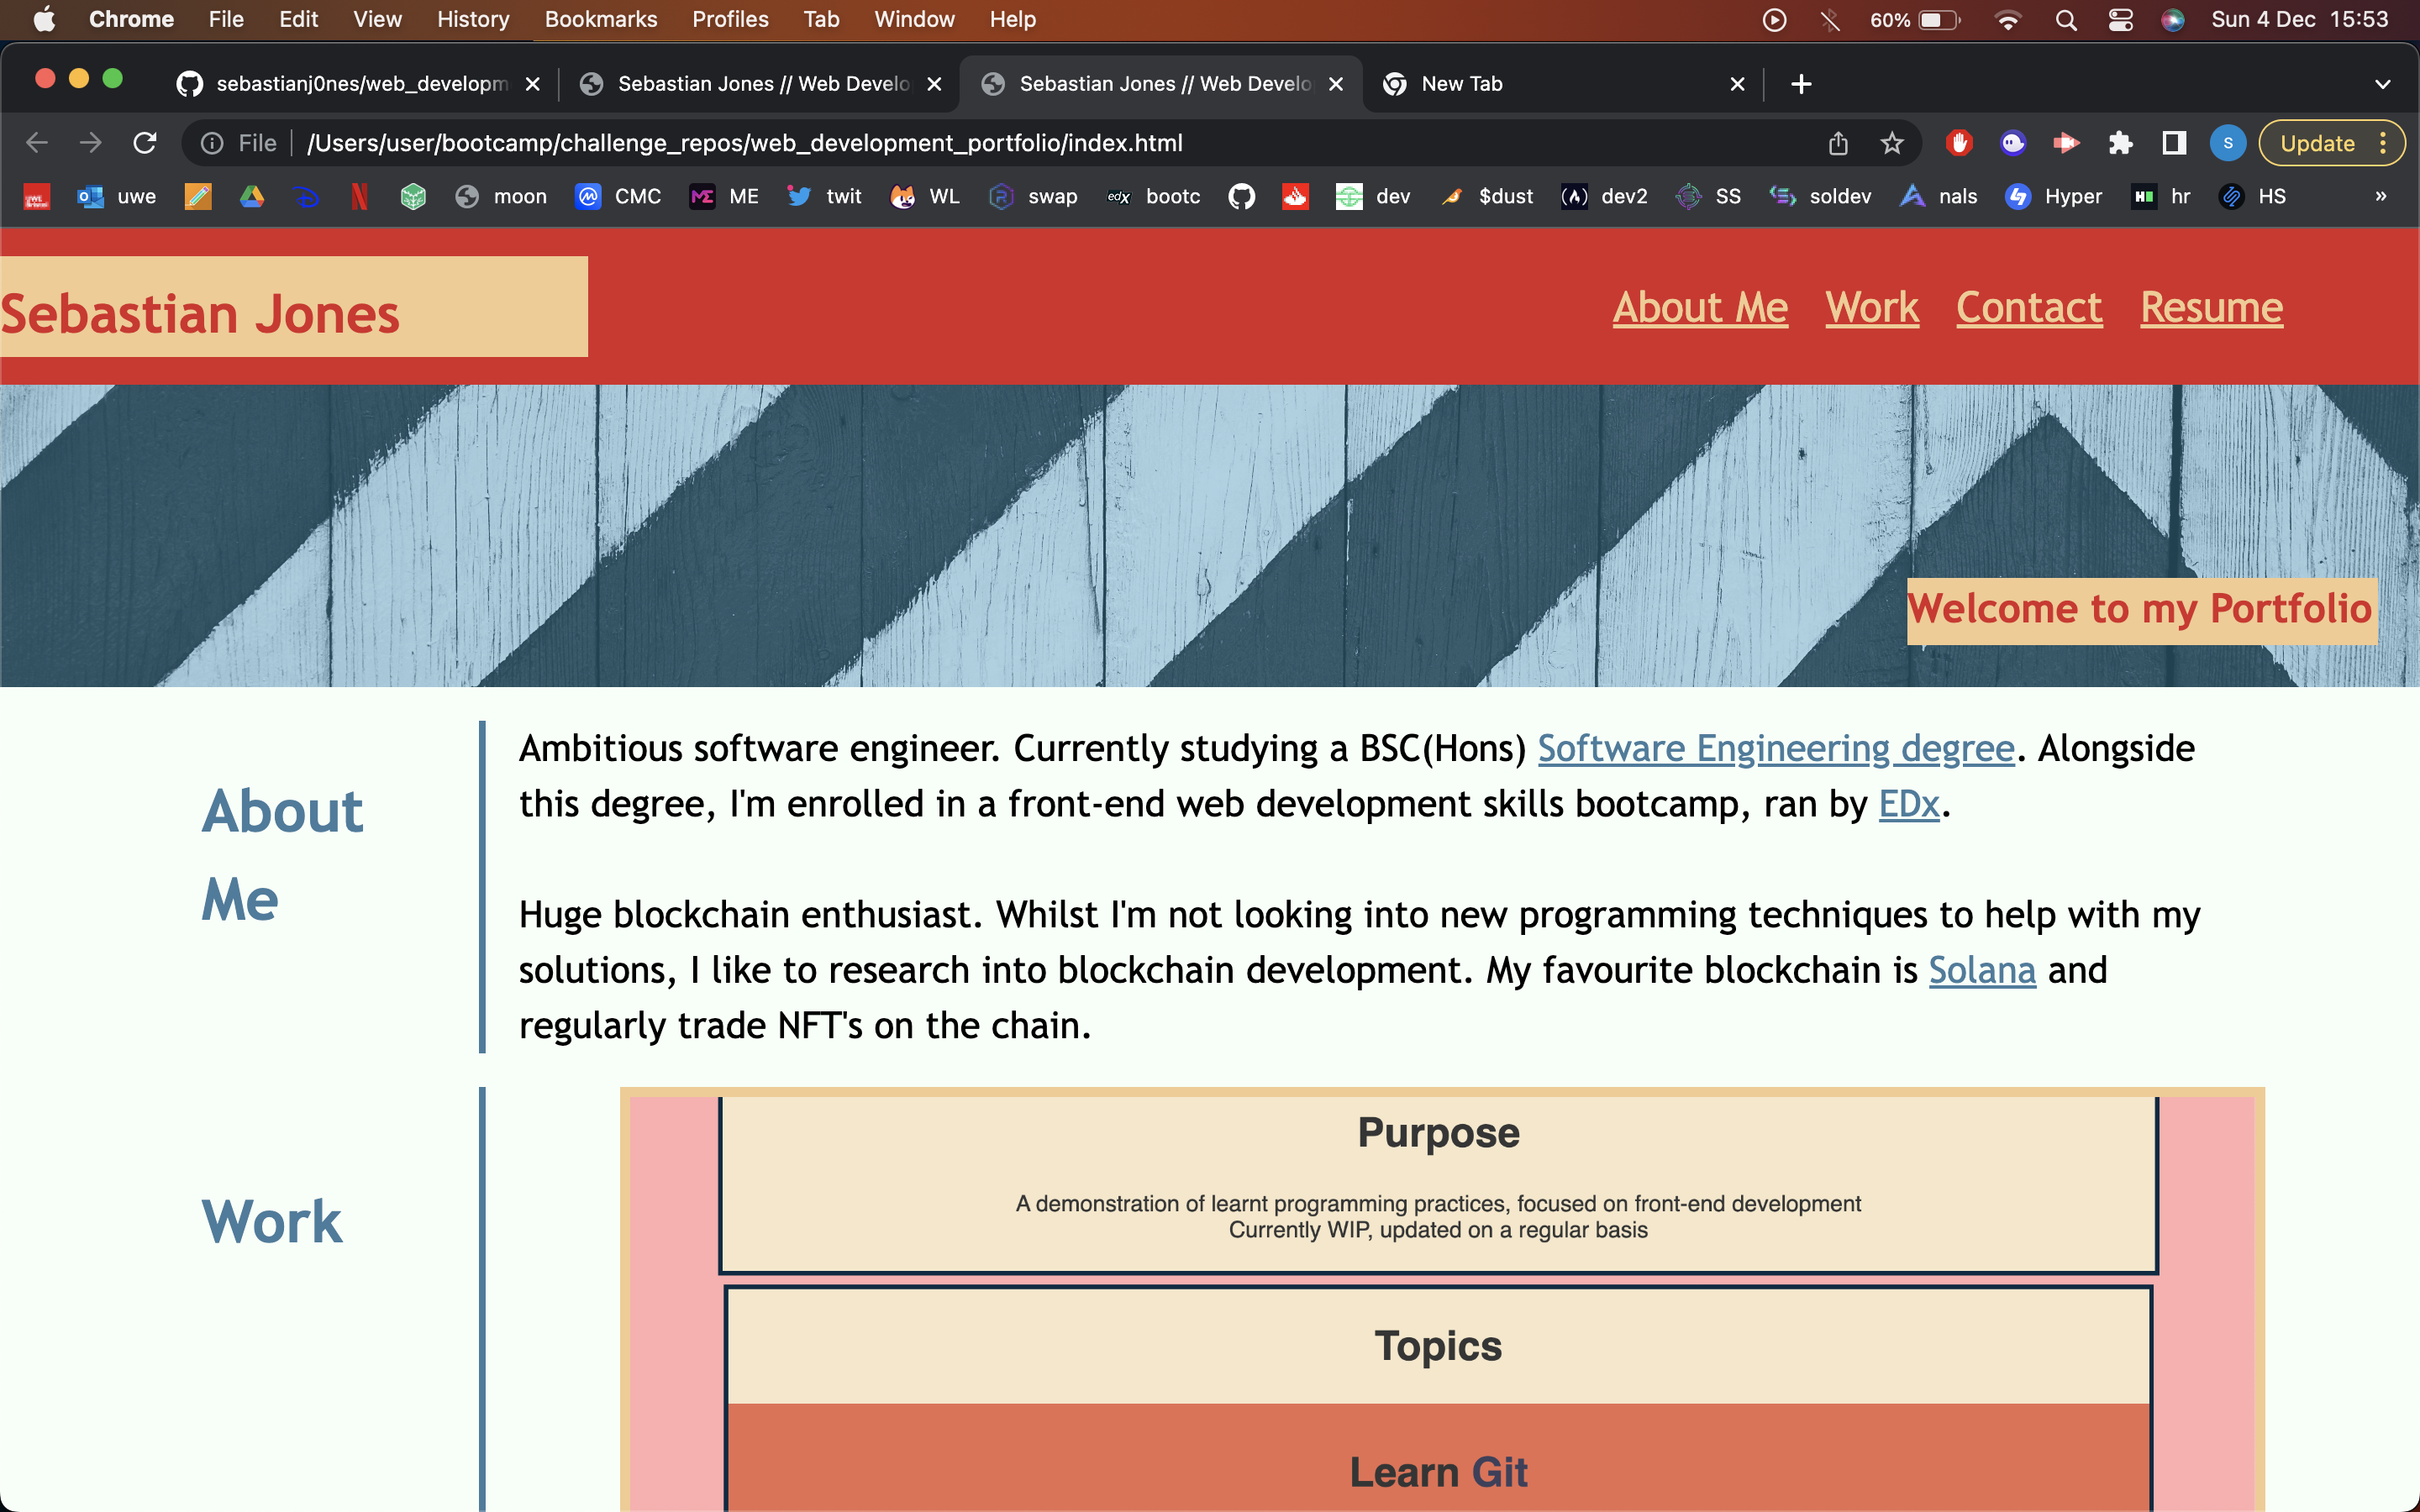 Chrome File Edit View History Bookmarks Profiles Tab Window Help 60% Sun 4 Dec 15:53
sebastianj0nes/web_developm Sebastian Jones // Web Develo Sebastian Jones // Web Develo New Tab
File /Users/user/bootcamp/challenge_repos/web_development_portfolio/index.html S Update
uwe moon CMC ME twit WL swap edx bootc dev $dust dev2 SS soldev nals Hyper hr HS »
Sebastian Jones
About Me Work Contact Resume
Welcome to my Portfolio
About
Me
Ambitious software engineer. Currently studying a BSC(Hons) Software Engineering degree. Alongside
this degree, I'm enrolled in a front-end web development skills bootcamp, ran by EDx.
Huge blockchain enthusiast. Whilst I'm not looking into new programming techniques to help with my
solutions, I like to research into blockchain development. My favourite blockchain is Solana and
regularly trade NFT's on the chain.
Work
Purpose
A demonstration of learnt programming practices, focused on front-end development
Currently WIP, updated on a regular basis
Topics
Learn Git